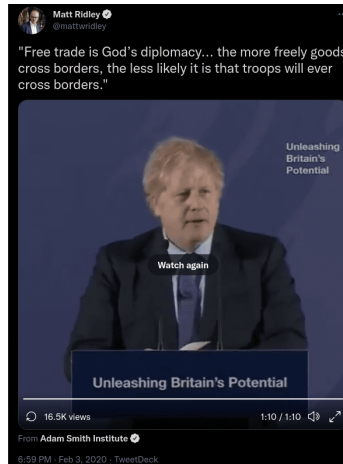 Matt Ridley
@mattwridley
"Free trade is God's diplomacy... the more freely goods
cross borders, the less likely it is that troops will ever
cross borders."
Unleashing
Britain's
Potential
Watch again
Unleashing Britain's Potential
16.5K views
1:10 / 1:10
From Adam Smith Institute
6:59 PM · Feb 3, 2020 · TweetDeck